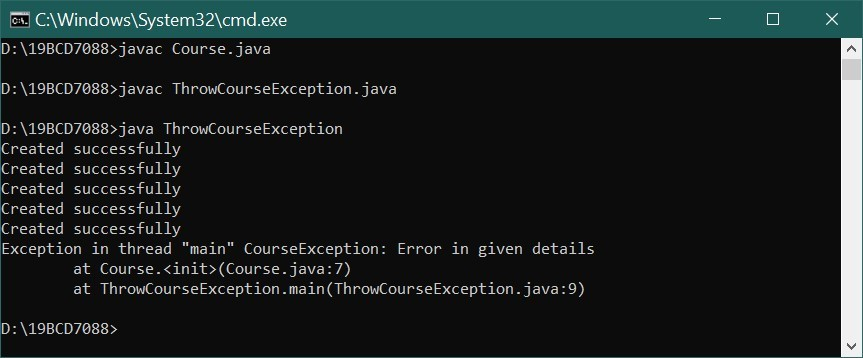 C:\Windows\System32\cmd.exe
D:\19BCD7088>javac Course.java
D:\19BCD7088>javac ThrowCourseException.java
D:\19BCD7088>java ThrowCourseException
Created successfully
Created successfully
Created successfully
Created successfully
Created successfully
Exception in thread "main" CourseException: Error in given details
        at Course.<init>(Course.java:7)
        at ThrowCourseException.main(ThrowCourseException.java:9)
D:\19BCD7088>